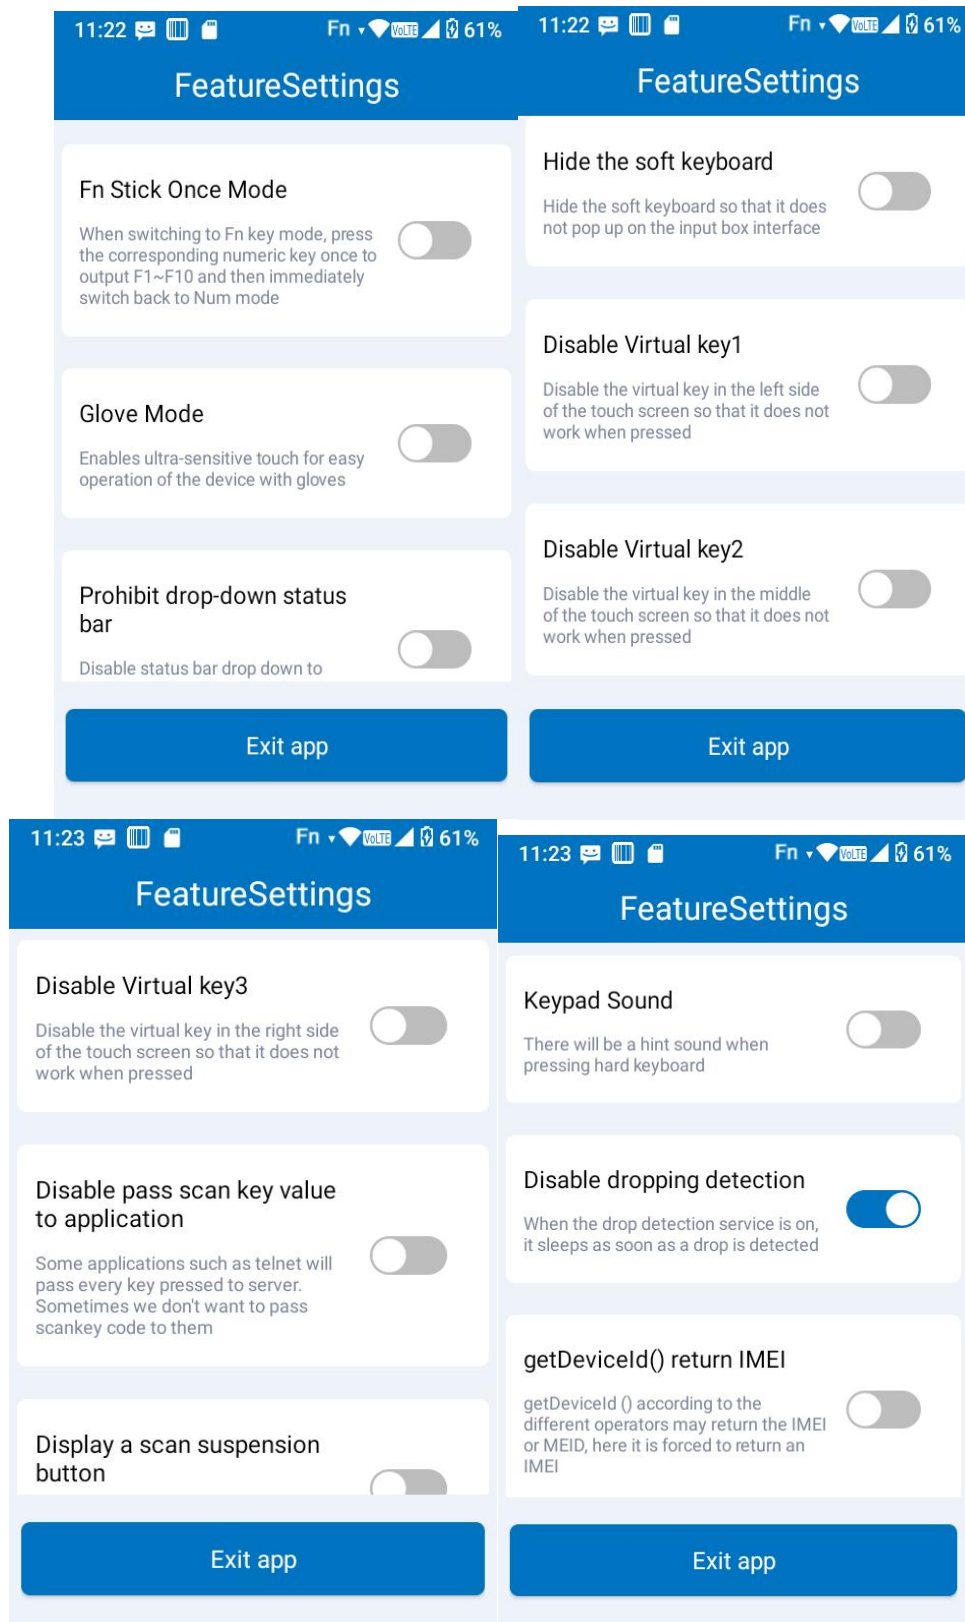 11:22 Fn VoLTE 61%
FeatureSettings
Fn Stick Once Mode
When switching to Fn key mode, press
the corresponding numeric key once to
output F1~F10 and then immediately
switch back to Num mode
Glove Mode
Enables ultra-sensitive touch for easy
operation of the device with gloves
Prohibit drop-down status
bar
Disable status bar drop down to
Exit app
11:22 Fn VoLTE 61%
FeatureSettings
Hide the soft keyboard
Hide the soft keyboard so that it does
not pop up on the input box interface
Disable Virtual key1
Disable the virtual key in the left side
of the touch screen so that it does not
work when pressed
Disable Virtual key2
Disable the virtual key in the middle
of the touch screen so that it does not
work when pressed
Exit app
11:23 Fn VoLTE 61%
FeatureSettings
Disable Virtual key3
Disable the virtual key in the right side
of the touch screen so that it does not
work when pressed
Disable pass scan key value
to application
Some applications such as telnet will
pass every key pressed to server.
Sometimes we don't want to pass
scankey code to them
Display a scan suspension
button
Exit app
11:23 Fn VoLTE 61%
FeatureSettings
Keypad Sound
There will be a hint sound when
pressing hard keyboard
Disable dropping detection
When the drop detection service is on,
it sleeps as soon as a drop is detected
getDeviceId() return IMEI
getDeviceId () according to the
different operators may return the IMEI
or MEID, here it is forced to return an
IMEI
Exit app